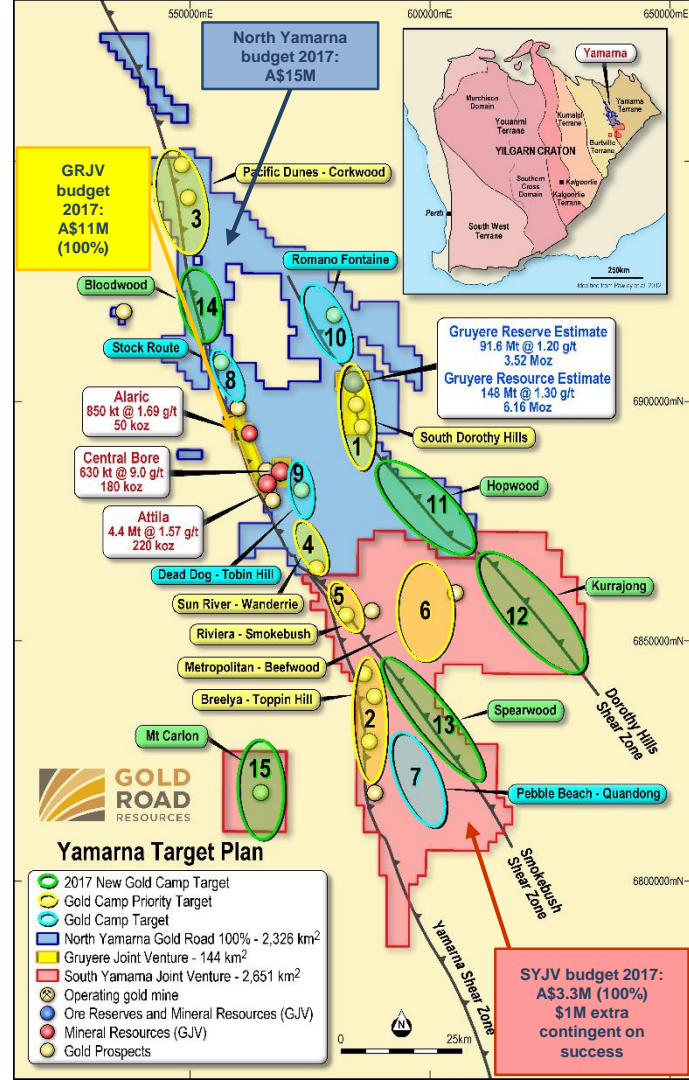 550000mE
600000mE
650000mE
North Yamarna
budget 2017:
A$15M
Yamarna
Murchison
Domain
Youanmi
Terrane
Kurnalpi
Terrane
Yamarna
Terrane
Burtville
Terrane
YILGARN CRATON
Southern
Cross
Domain
Kalgoorlie
Kalgoorlie
Terrane
Perth
South West
Terrane
250km
Modified from Pawley et al. 2012
GRJV
budget
2017:
A$11M
(100%)
Pacific Dunes - Corkwood
3
Romano Fontaine
Bloodwood
14
10
Stock Route
8
Gruyere Reserve Estimate
91.6 Mt @ 1.20 g/t
3.52 Moz
Gruyere Resource Estimate
148 Mt @ 1.30 g/t
6.16 Moz
Alaric
850 kt @ 1.69 g/t
50 koz
6900000mN
1
South Dorothy Hills
Central Bore
630 kt @ 9.0 g/t
180 koz
9
Hopwood
11
Attila
4.4 Mt @ 1.57 g/t
220 koz
4
Dead Dog - Tobin Hill
Kurrajong
Sun River - Wanderrie
5
6
12
Riviera - Smokebush
6850000mN
Metropolitan - Beefwood
Breelya - Toppin Hill
2
13
Spearwood
Dorothy Hills
Shear Zone
Mt Carlon
15
7
Pebble Beach - Quandong
GOLD
ROAD
RESOURCES
Smokebush
Shear Zone
6800000mN
Yamarna Shear Zone
Yamarna Target Plan
2017 New Gold Camp Target
Gold Camp Priority Target
Gold Camp Target
North Yamarna Gold Road 100% - 2,326 km²
Gruyere Joint Venture - 144 km²
South Yamarna Joint Venture - 2,651 km²
Operating gold mine
Ore Reserves and Mineral Resources (GJV)
Mineral Resources (GJV)
Gold Prospects
N
0
25km
SYJV budget 2017:
A$3.3M (100%)
$1M extra
contingent on
success